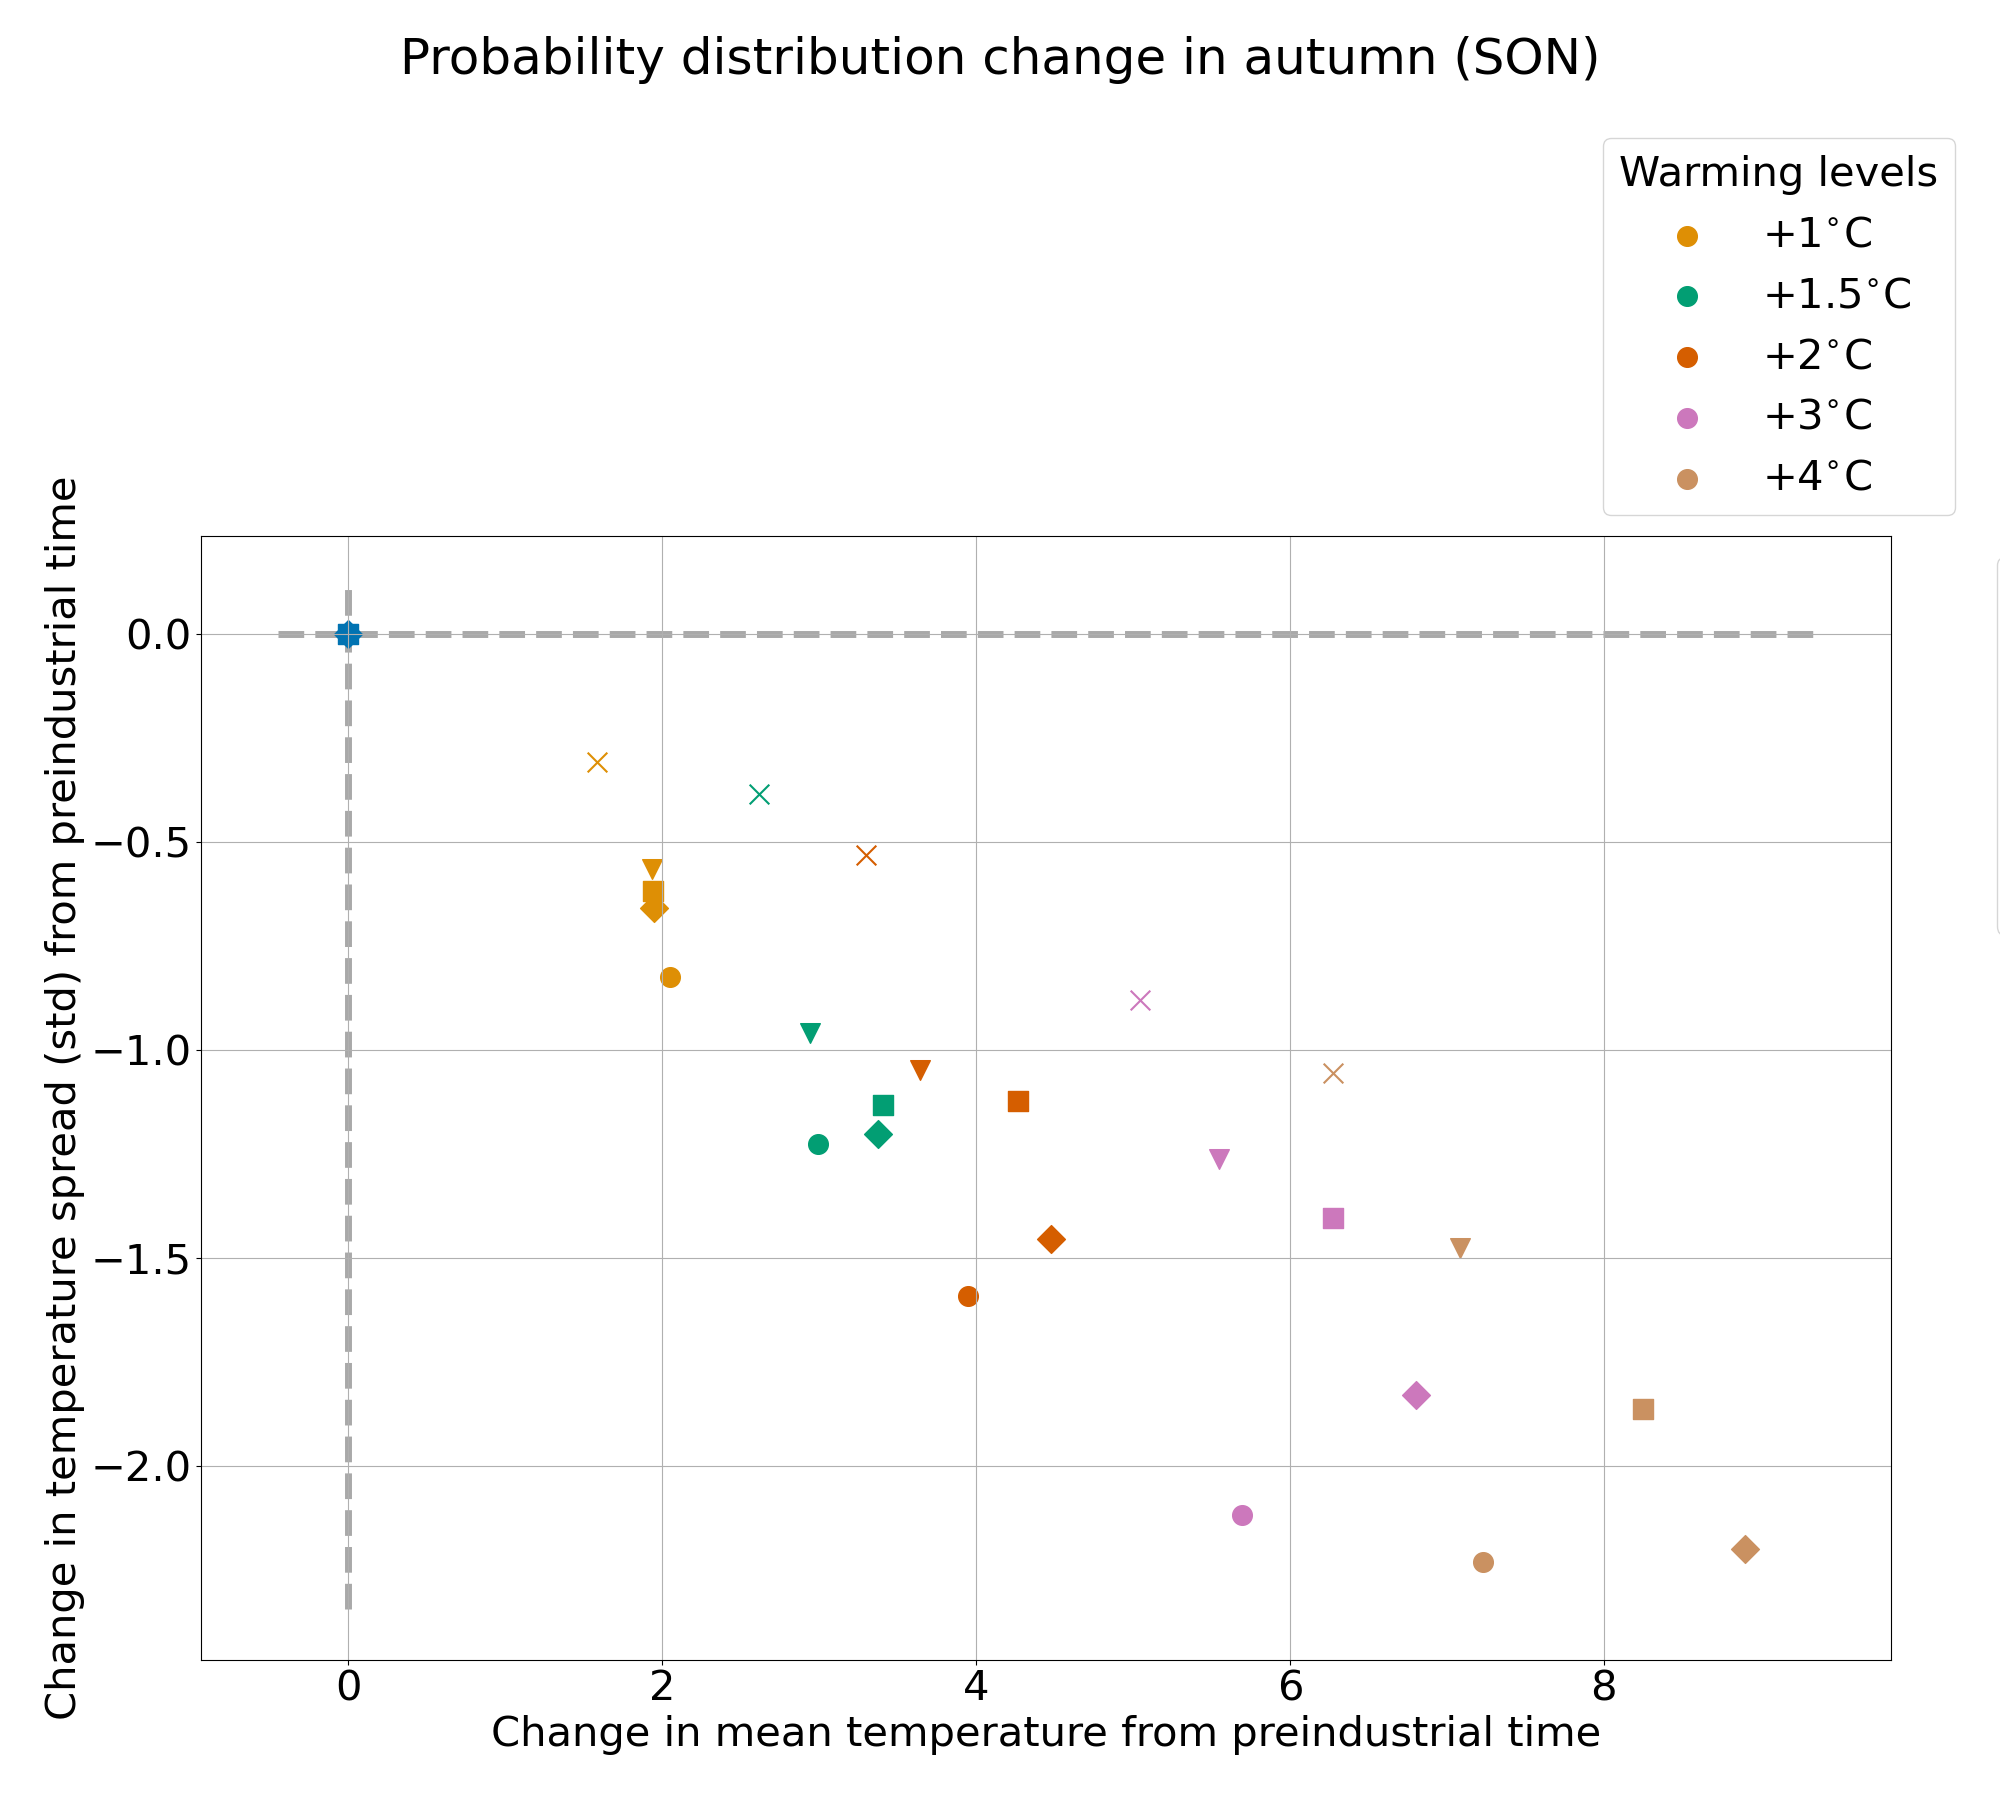 Probability distribution change in autumn (SON)
Warming levels
+1°C
+1.5°C
+2°C
+3°C
+4°C
Change in temperature spread (std) from preindustrial time
0.0
−0.5
−1.0
−1.5
−2.0
0 2 4 6 8
Change in mean temperature from preindustrial time